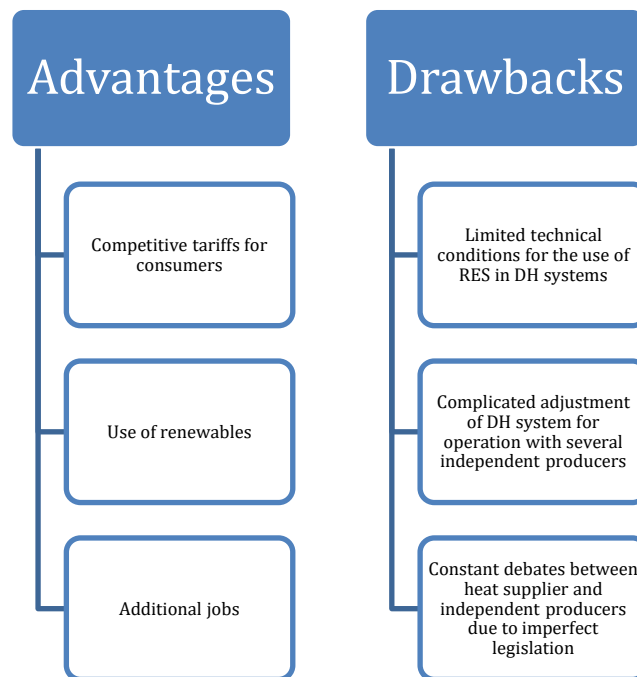 Advantages
Competitive tariffs for
consumers
Use of renewables
Additional jobs
Drawbacks
Limited technical
conditions for the use of
RES in DH systems
Complicated adjustment
of DH system for
operation with several
independent producers
Constant debates between
heat supplier and
independent producers
due to imperfect
legislation